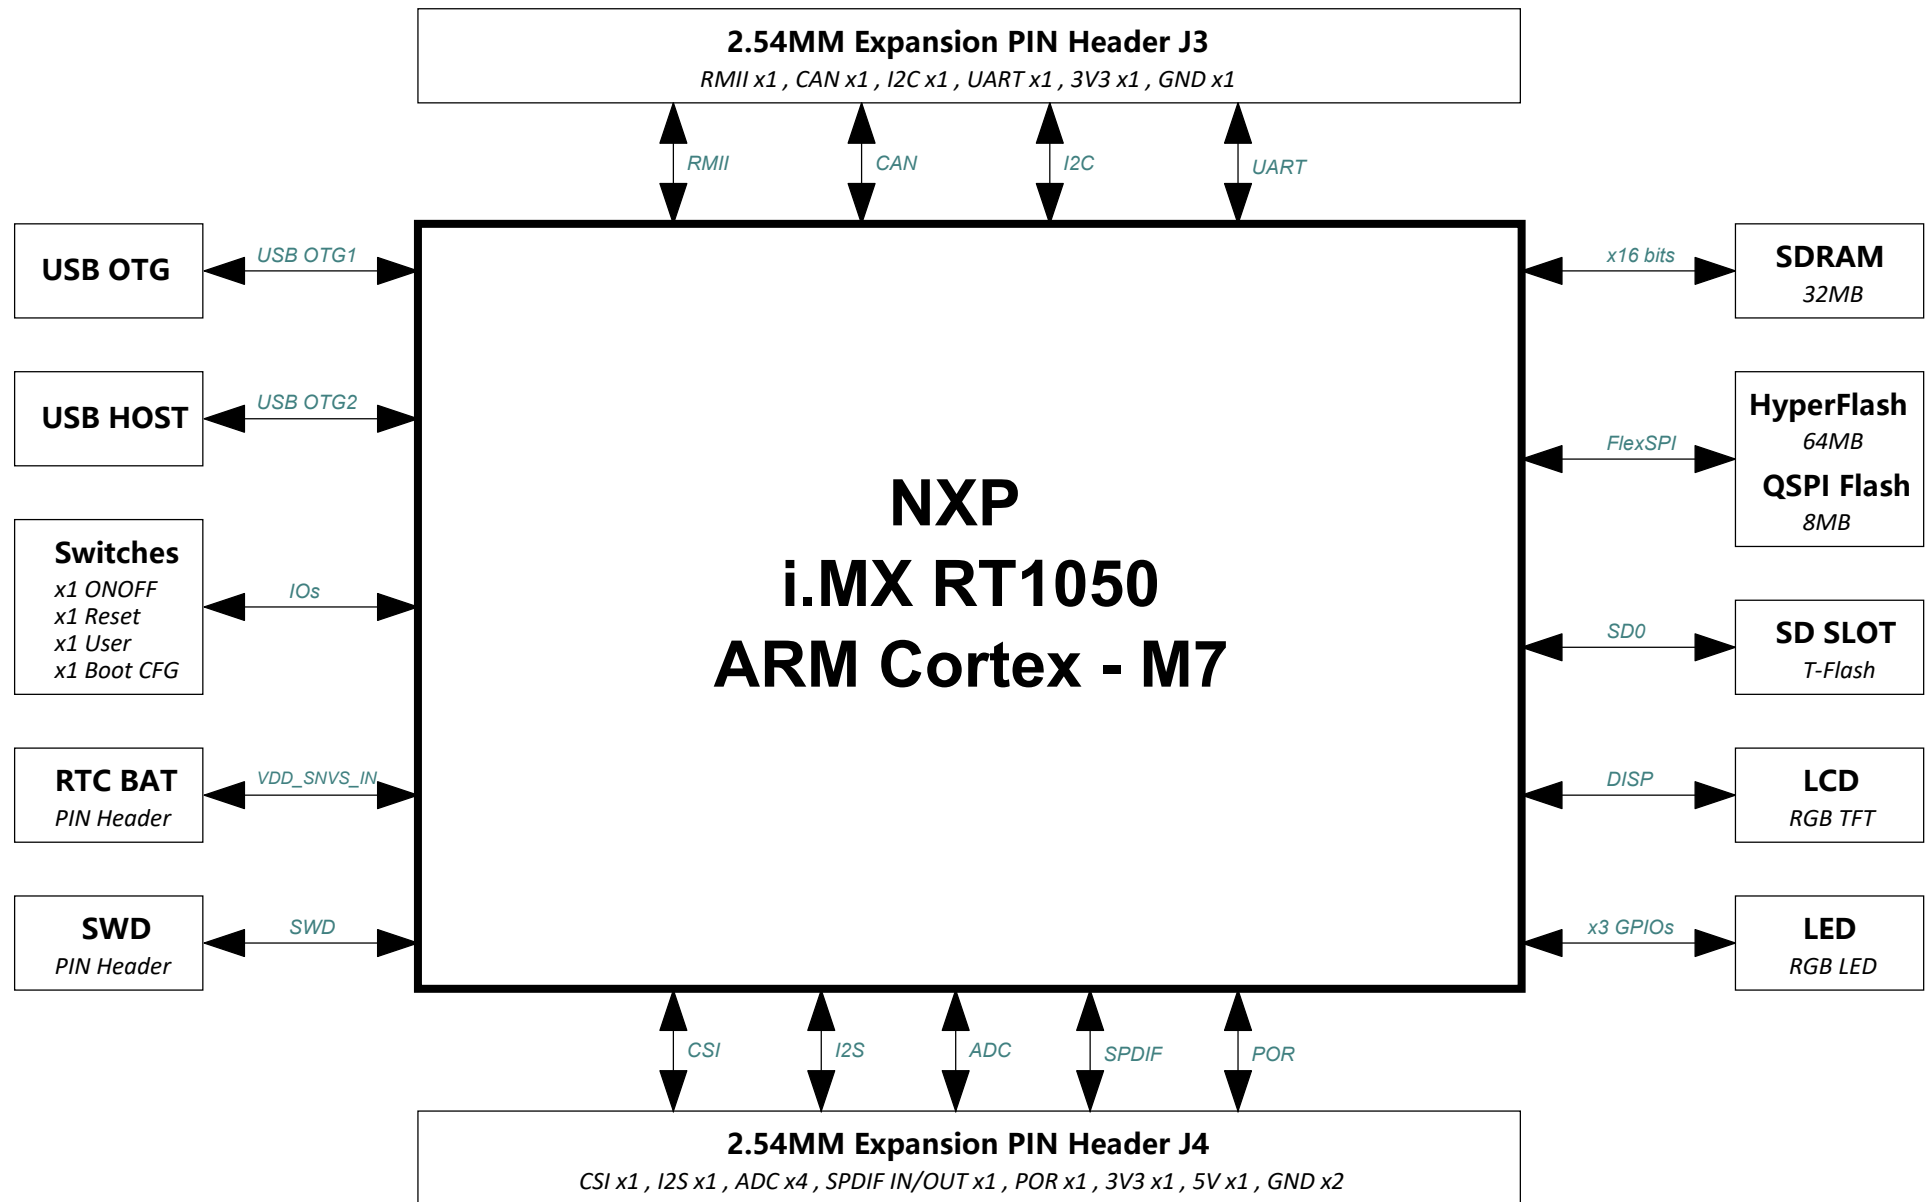 2.54MM Expansion PIN Header J3
RMII x1 , CAN x1 , I2C x1 , UART x1 , 3V3 x1 , GND x1
RMII
CAN
I2C
UART
USB OTG
USB OTG1
x16 bits
SDRAM
32MB
USB HOST
USB OTG2
FlexSPI
HyperFlash
64MB
QSPI Flash
8MB
NXP
i.MX RT1050
ARM Cortex - M7
Switches
x1 ONOFF
x1 Reset
x1 User
x1 Boot CFG
IOs
SD0
SD SLOT
T-Flash
RTC BAT
PIN Header
VDD_SNVS_IN
DISP
LCD
RGB TFT
SWD
PIN Header
SWD
x3 GPIOs
LED
RGB LED
CSI
I2S
ADC
SPDIF
POR
2.54MM Expansion PIN Header J4
CSI x1 , I2S x1 , ADC x4 , SPDIF IN/OUT x1 , POR x1 , 3V3 x1 , 5V x1 , GND x2